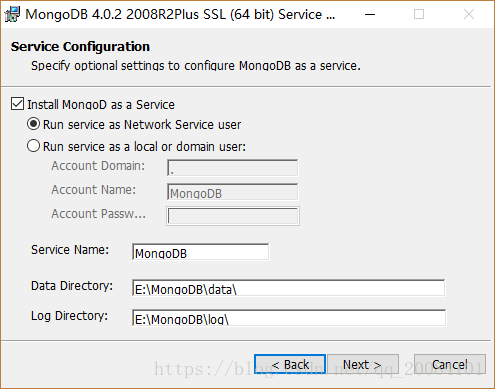 MongoDB 4.0.2 2008R2Plus SSL (64 bit) Service ...
Service Configuration
Specify optional settings to configure MongoDB as a service.
Install MongoD as a Service
Run service as Network Service user
Run service as a local or domain user:
Account Domain: .
Account Name: MongoDB
Account Passw...
Service Name: MongoDB
Data Directory: E:\MongoDB\data\
Log Directory: E:\MongoDB\log\
< Back Next > Cancel